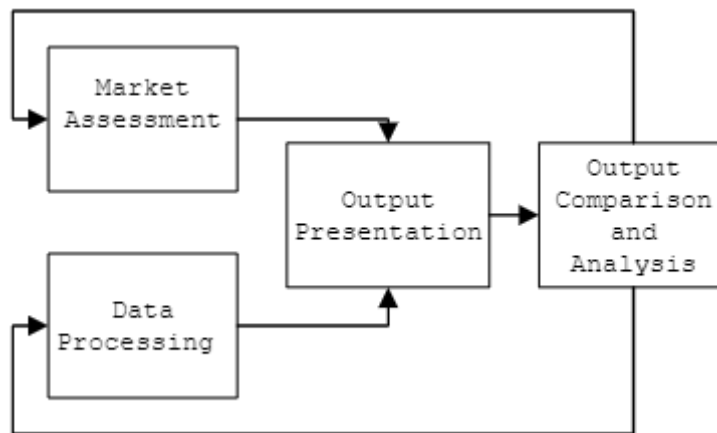 Market
Assessment
Output
Presentation
Output
Comparison
and
Analysis
Data
Processing